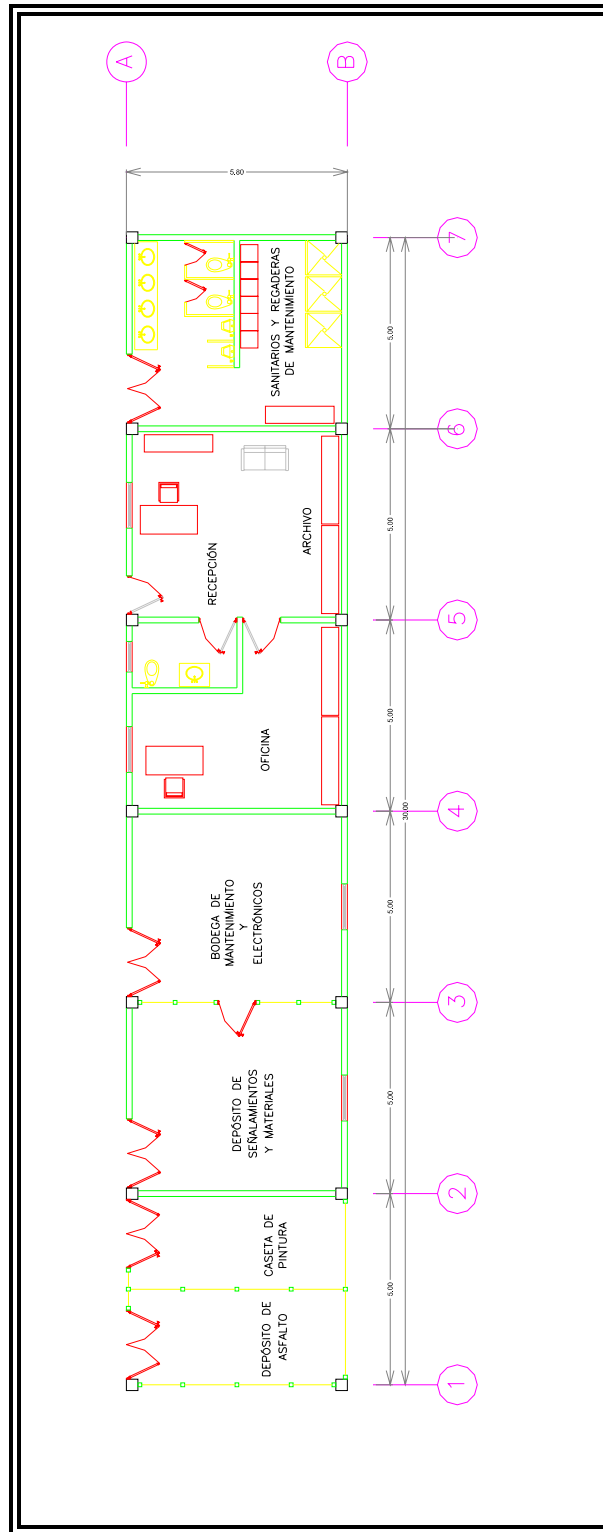 A
B
5.80
7
6
5
4
3
2
1
5.00
5.00
5.00
5.00
5.00
5.00
30.00
SANITARIOS Y REGADERAS
DE MANTENIMIENTO
RECEPCIÓN
ARCHIVO
OFICINA
BODEGA DE
MANTENIMIENTO
Y
ELECTRÓNICOS
DEPÓSITO DE
SEÑALAMIENTOS
Y MATERIALES
CASETA DE
PINTURA
DEPÓSITO DE
ASFALTO